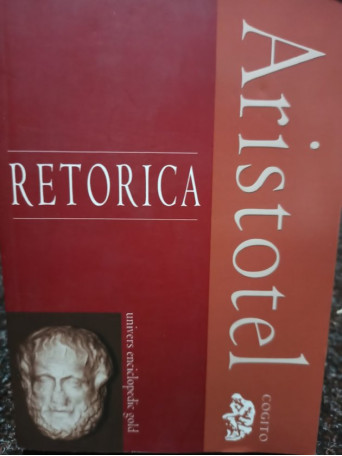 Aristotel
RETORICA
univers enciclopedic gold
COGITO